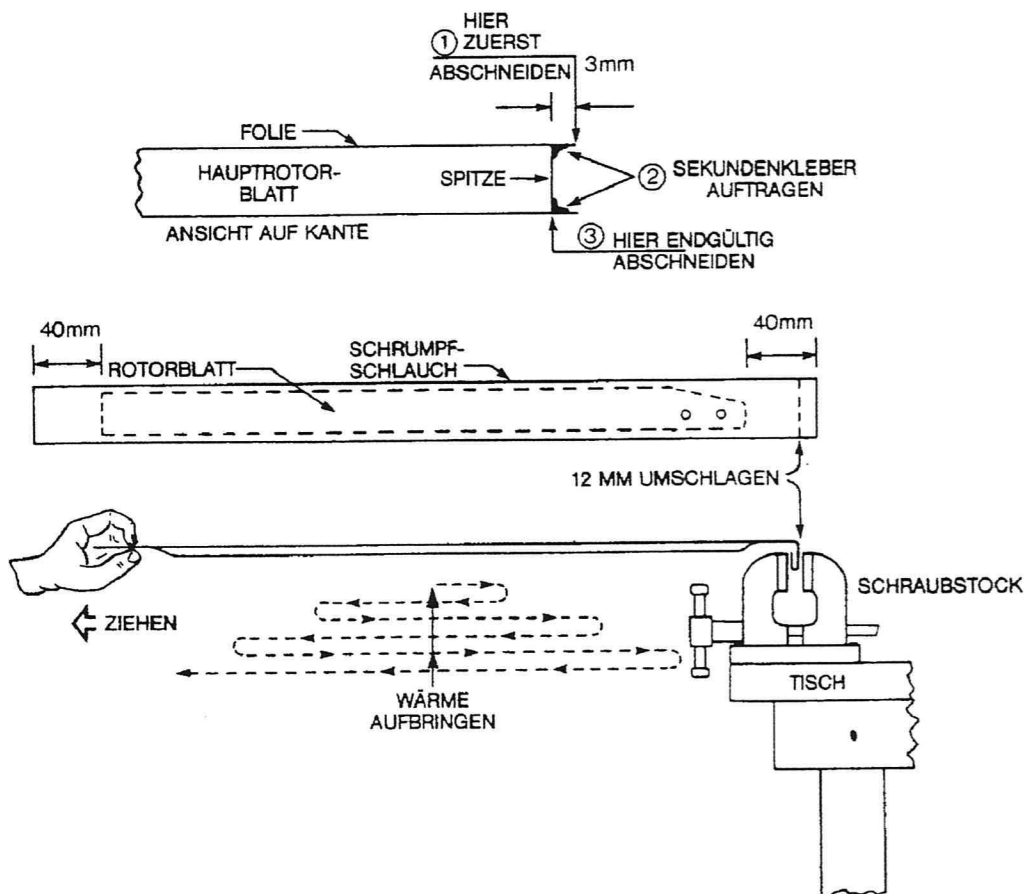 HIER
① ZUERST
ABSCHNEIDEN
3mm
FOLIE
HAUPTROTOR-
BLATT
SPITZE
② SEKUNDENKLEBER
AUFTRAGEN
ANSICHT AUF KANTE
③ HIER ENDGÜLTIG
ABSCHNEIDEN
40mm
40mm
SCHRUMPF-
SCHLAUCH
ROTORBLATT
12 MM UMSCHLAGEN
SCHRAUBSTOCK
ZIEHEN
TISCH
WÄRME
AUFBRINGEN